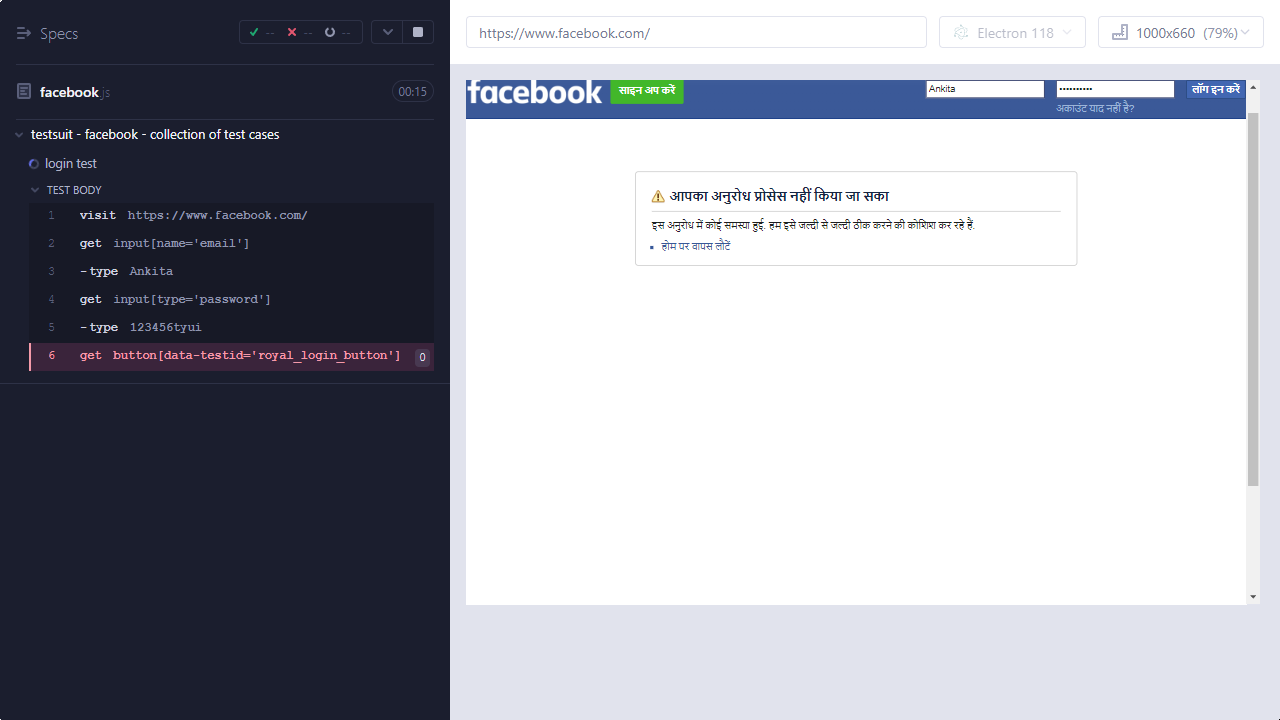 Specs
-- -- --
facebook.js
00:15
testsuit - facebook - collection of test cases
login test
TEST BODY
1 visit https://www.facebook.com/
2 get input[name='email']
3 -type Ankita
4 get input[type='password']
5 -type 123456tyui
6 get button[data-testid='royal_login_button'] 0
https://www.facebook.com/
Electron 118
1000x660 (79%)
facebook
साइन अप करें
Ankita
••••••••••
लॉग इन करें
अकाउंट याद नहीं है?
आपका अनुरोध प्रोसेस नहीं किया जा सका
इस अनुरोध में कोई समस्या हुई. हम इसे जल्दी से जल्दी ठीक करने की कोशिश कर रहे हैं.
होम पर वापस लौटें